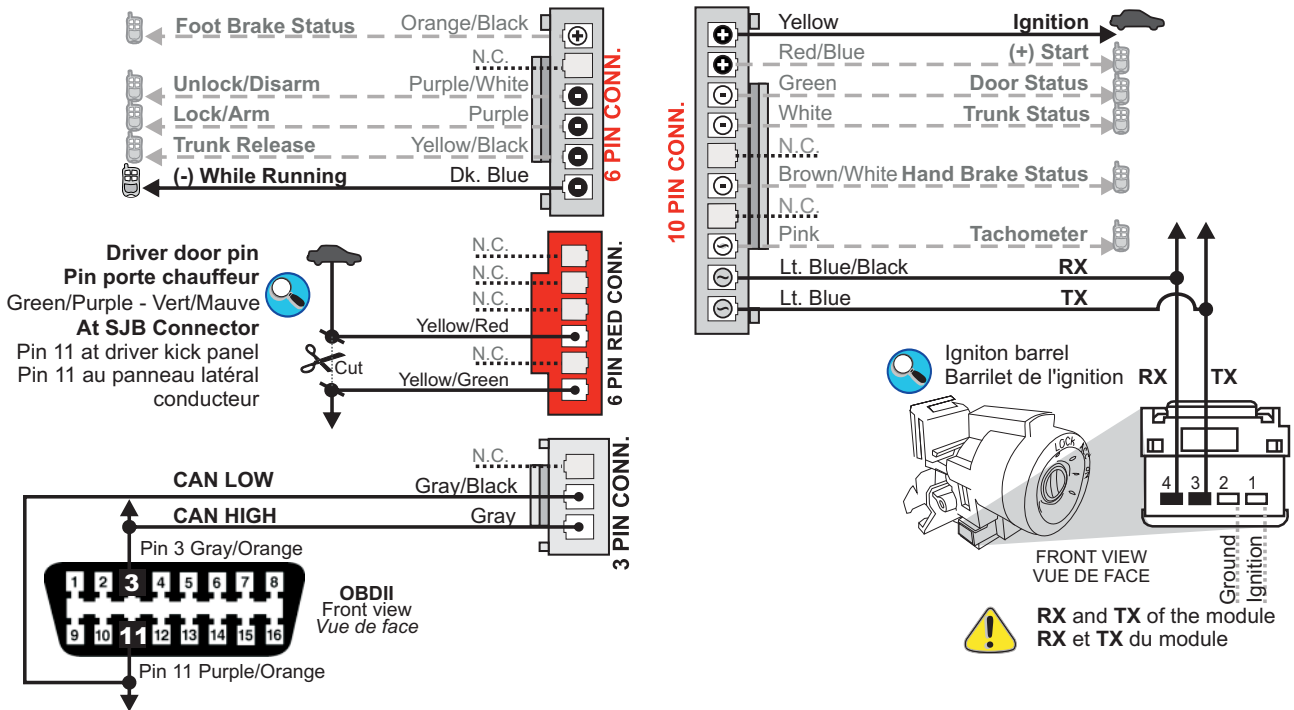 Foot Brake Status Orange/Black
N.C.
Unlock/Disarm Purple/White
Lock/Arm Purple
Trunk Release Yellow/Black
(-) While Running Dk. Blue
6 PIN CONN.
Driver door pin
Pin porte chauffeur
Green/Purple - Vert/Mauve
At SJB Connector
Pin 11 at driver kick panel
Pin 11 au panneau latéral
conducteur
Cut
N.C.
N.C.
N.C.
Yellow/Red
N.C.
Yellow/Green
6 PIN RED CONN.
N.C.
CAN LOW Gray/Black
CAN HIGH Gray
3 PIN CONN.
Pin 3 Gray/Orange
1 2 3 4 5 6 7 8
9 10 11 12 13 14 15 16
OBDII
Front view
Vue de face
Pin 11 Purple/Orange
10 PIN CONN.
Yellow Ignition
Red/Blue (+) Start
Green Door Status
White Trunk Status
N.C.
Brown/White Hand Brake Status
N.C.
Pink Tachometer
Lt. Blue/Black RX
Lt. Blue TX
Igniton barrel
Barrilet de l'ignition
RX TX
LOCK ACC ON
4 3 2 1
Ground
Ignition
FRONT VIEW
VUE DE FACE
RX and TX of the module
RX et TX du module